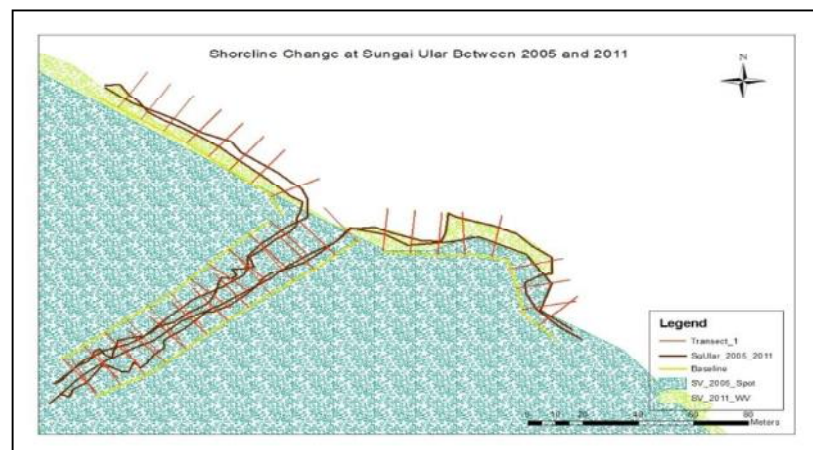 Shoreline Change at Sungai Ular Between 2005 and 2011
N
Legend
Transect_1
SgUlar_2005_2011
Baseline
SV_2005_Spot
SV_2011_WV
0 10 20 40 60 80
Meters